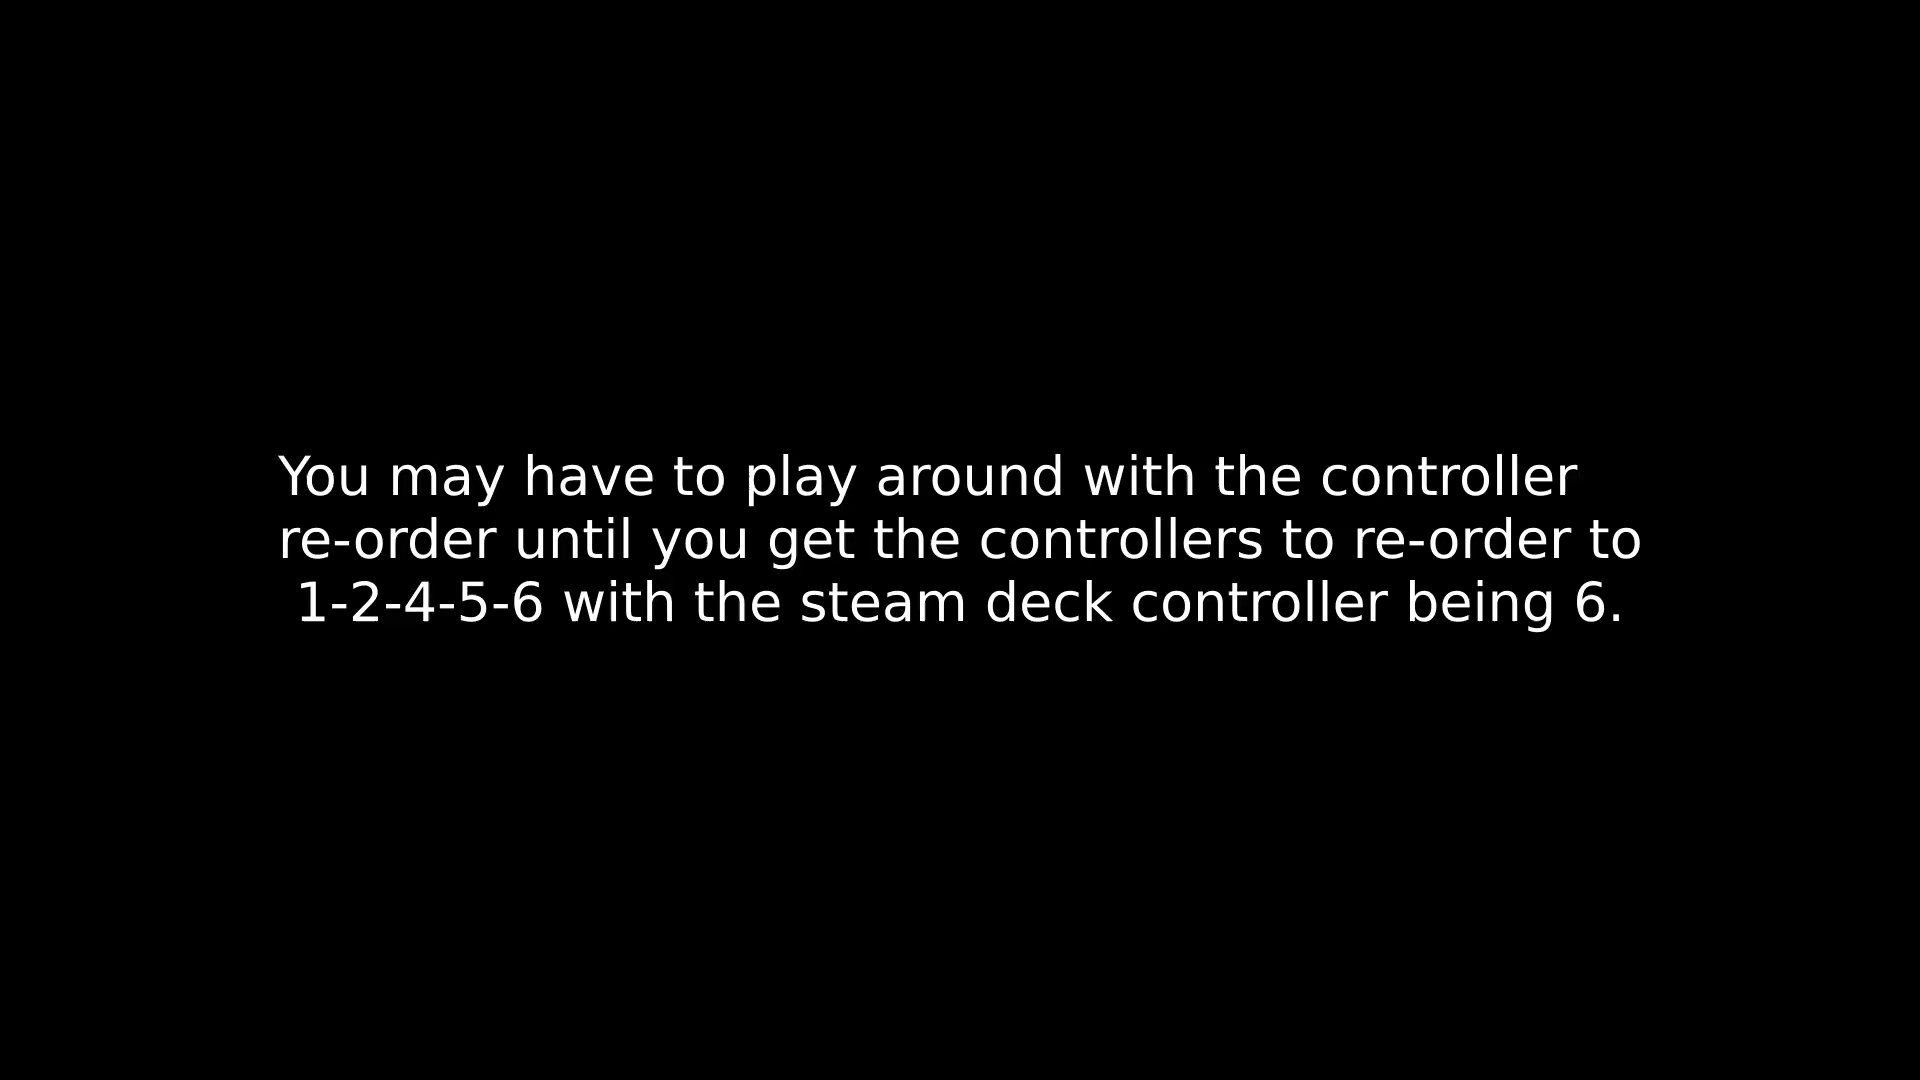 You may have to play around with the controller
re-order until you get the controllers to re-order to
1-2-4-5-6 with the steam deck controller being 6.